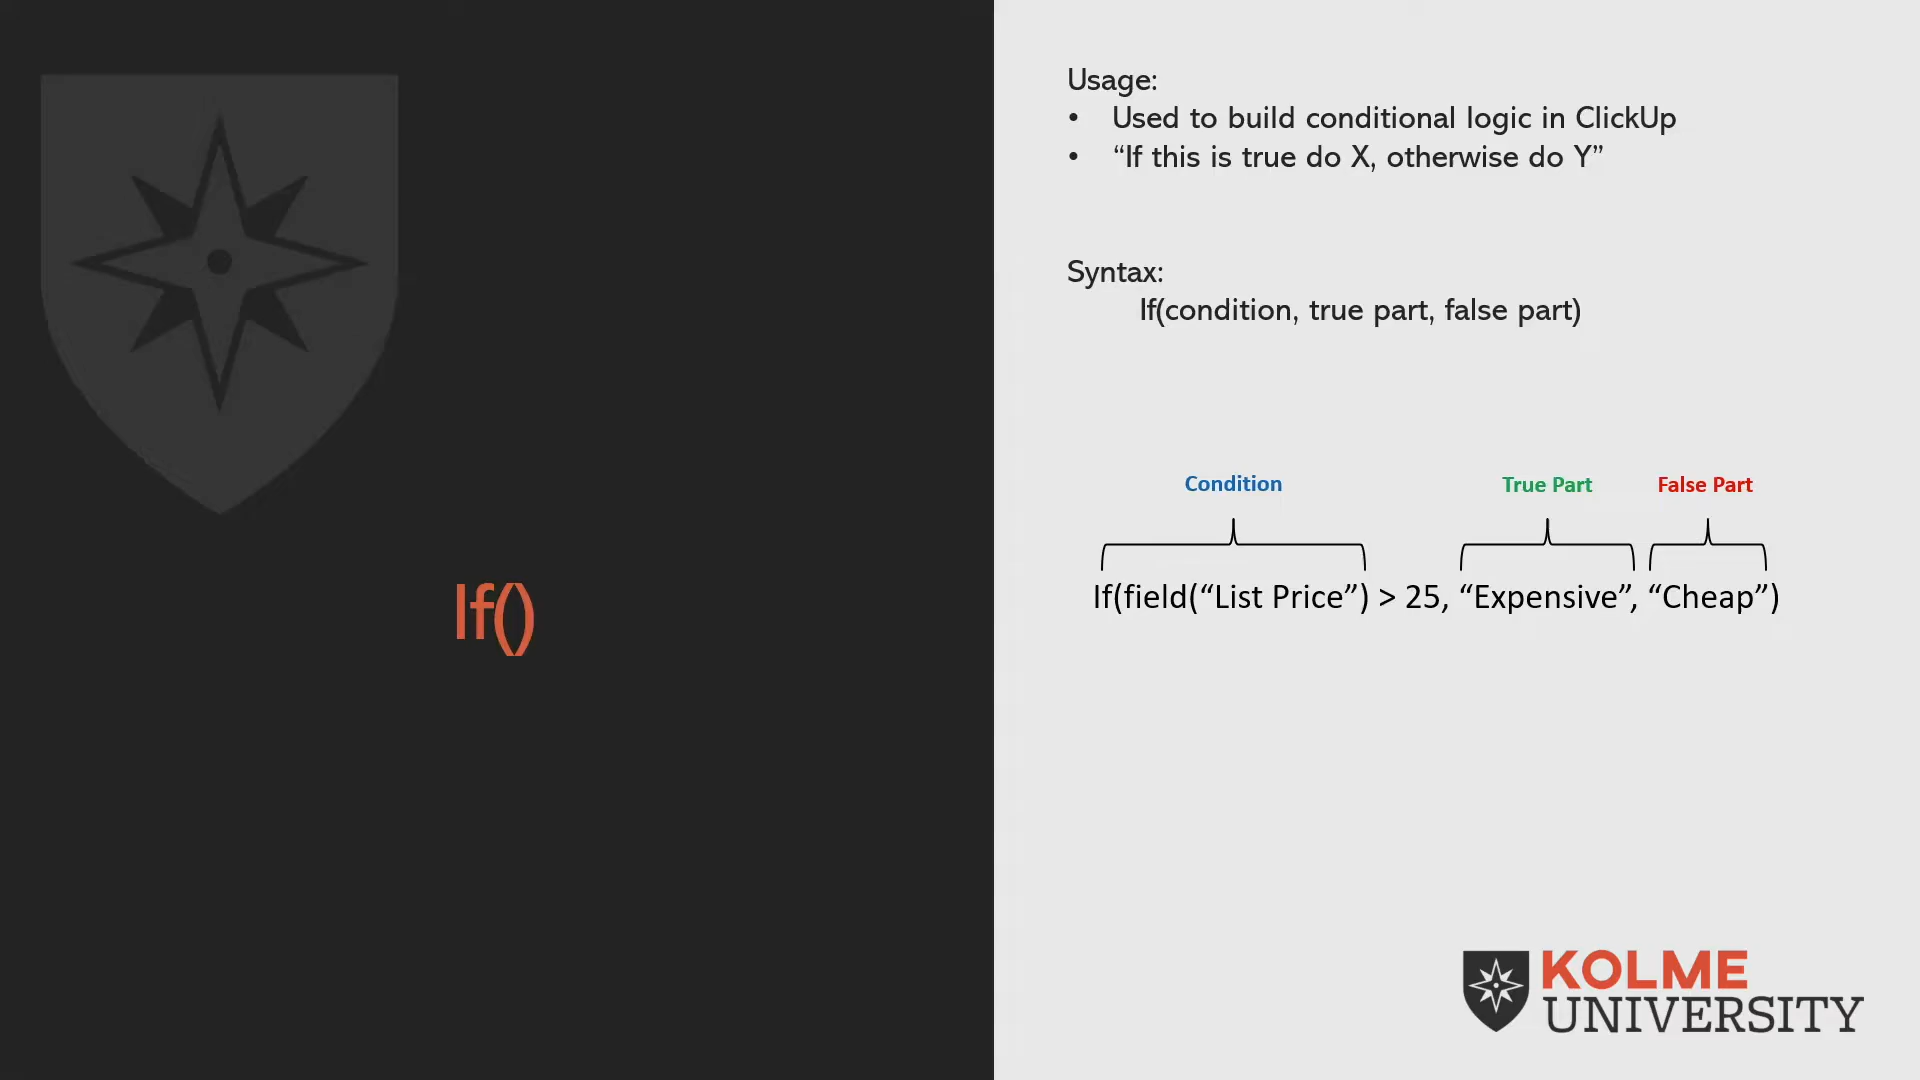 If()
Usage:
• Used to build conditional logic in ClickUp
• “If this is true do X, otherwise do Y”
Syntax:
If(condition, true part, false part)
Condition True Part False Part
If(field(“List Price”) > 25, “Expensive”, “Cheap”)
KOLME
UNIVERSITY